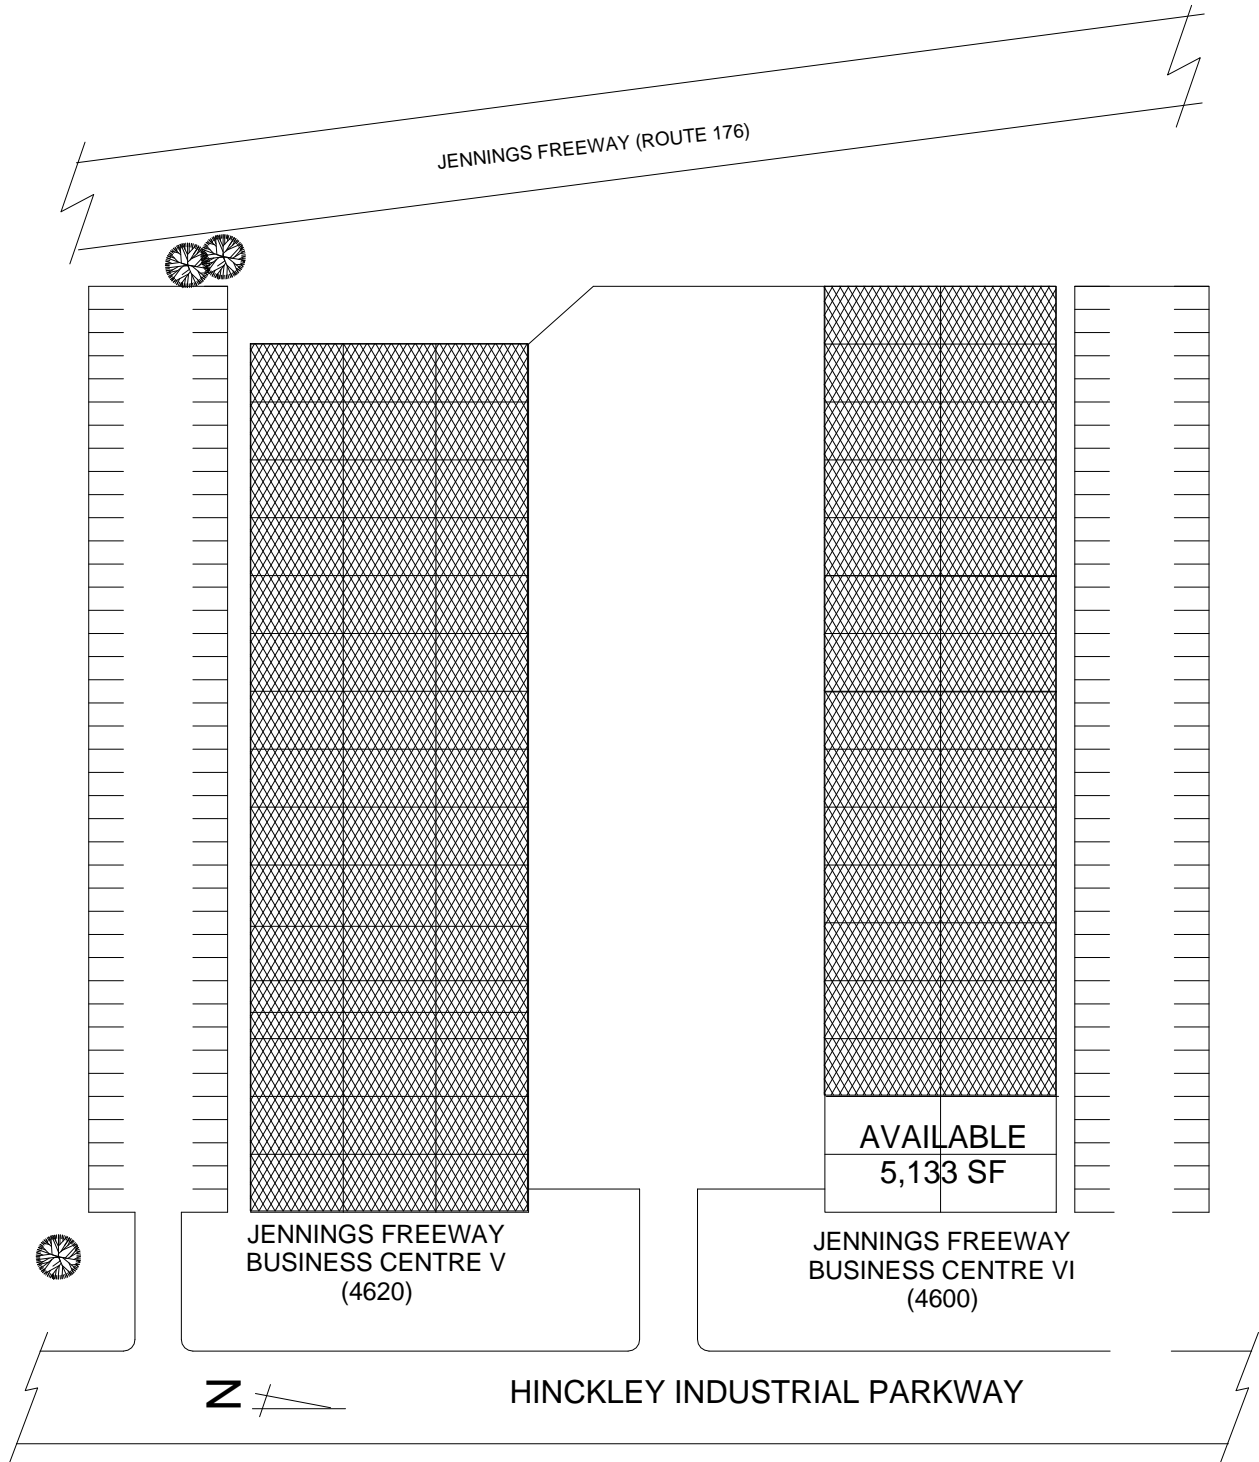 JENNINGS FREEWAY (ROUTE 176)
AVAILABLE
5,133 SF
JENNINGS FREEWAY
BUSINESS CENTRE V
(4620)
JENNINGS FREEWAY
BUSINESS CENTRE VI
(4600)
N
HINCKLEY INDUSTRIAL PARKWAY